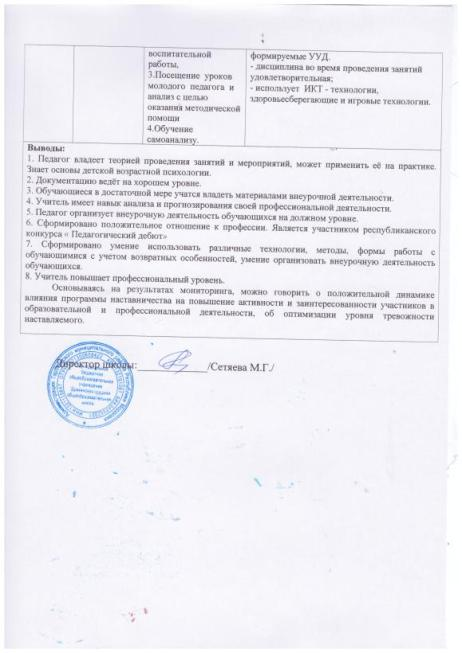 воспитательной
работы,
3.Посещение уроков
молодого педагога и
анализ с целью
оказания методической
помощи
4.Обучение
самоанализу.
формируемые УУД.
- дисциплина во время проведения занятий
удовлетворительная;
- использует ИКТ - технологии,
здоровьесберегающие и игровые технологии.
Выводы:
1. Педагог владеет теорией проведения занятий и мероприятий, может применить её на практике.
Знает основы детской возрастной психологии.
2. Документацию ведёт на хорошем уровне.
3. Обучающиеся в достаточной мере учатся владеть материалами внеурочной деятельности.
4. Учитель имеет навык анализа и прогнозирования своей профессиональной деятельности.
5. Педагог организует внеурочную деятельность обучающихся на должном уровне.
6. Сформировано положительное отношение к профессии. Является участником республиканского
конкурса « Педагогический дебют»
7. Сформировано умение использовать различные технологии, методы, формы работы с
обучающимися с учетом возвратных особенностей, умение организовать внеурочную деятельность
обучающихся.
8. Учитель повышает профессиональный уровень.
Основываясь на результатах мониторинга, можно говорить о положительной динамике
влияния программы наставничества на повышение активности и заинтересованности участников в
образовательной и профессиональной деятельности, об оптимизации уровня тревожности
наставляемого.
Директор школы: ______________/Сетяева М.Г./
бюджетное
общеобразовательное
учреждение
общеобразовательная
школа